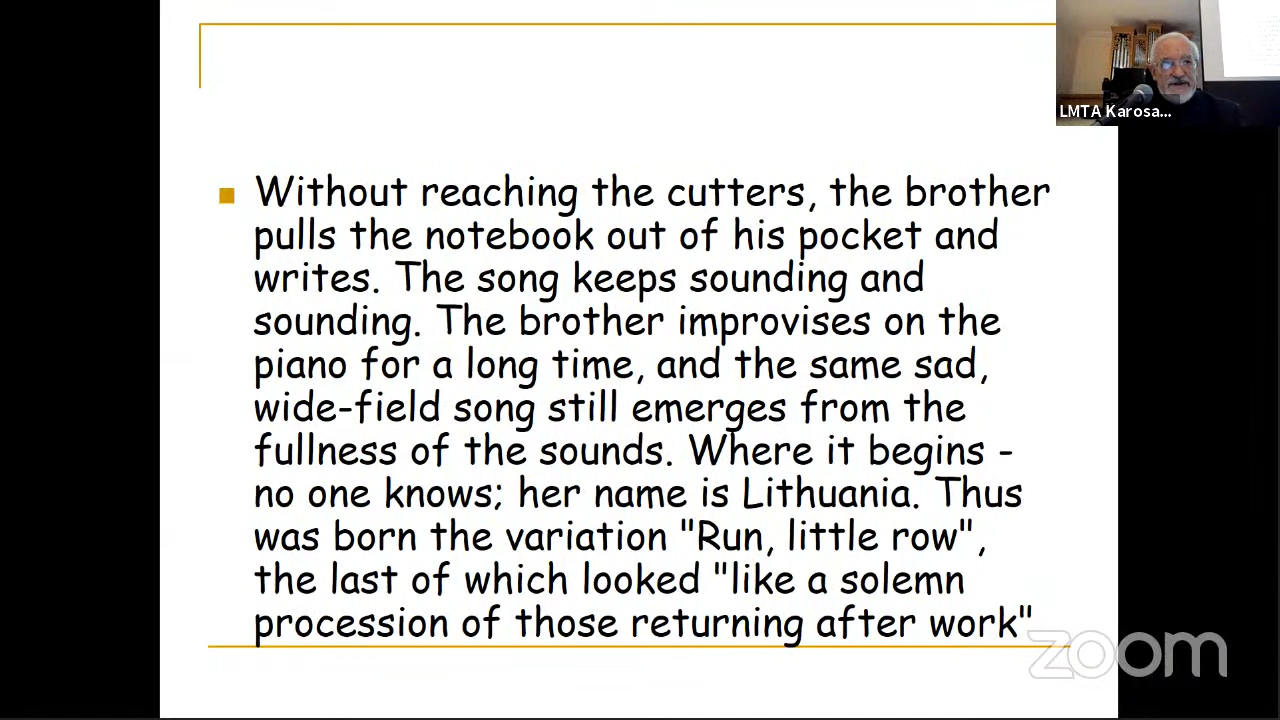 LMTA Karosa...
Without reaching the cutters, the brother
pulls the notebook out of his pocket and
writes. The song keeps sounding and
sounding. The brother improvises on the
piano for a long time, and the same sad,
wide-field song still emerges from the
fullness of the sounds. Where it begins -
no one knows; her name is Lithuania. Thus
was born the variation "Run, little row",
the last of which looked "like a solemn
procession of those returning after work"
zoom